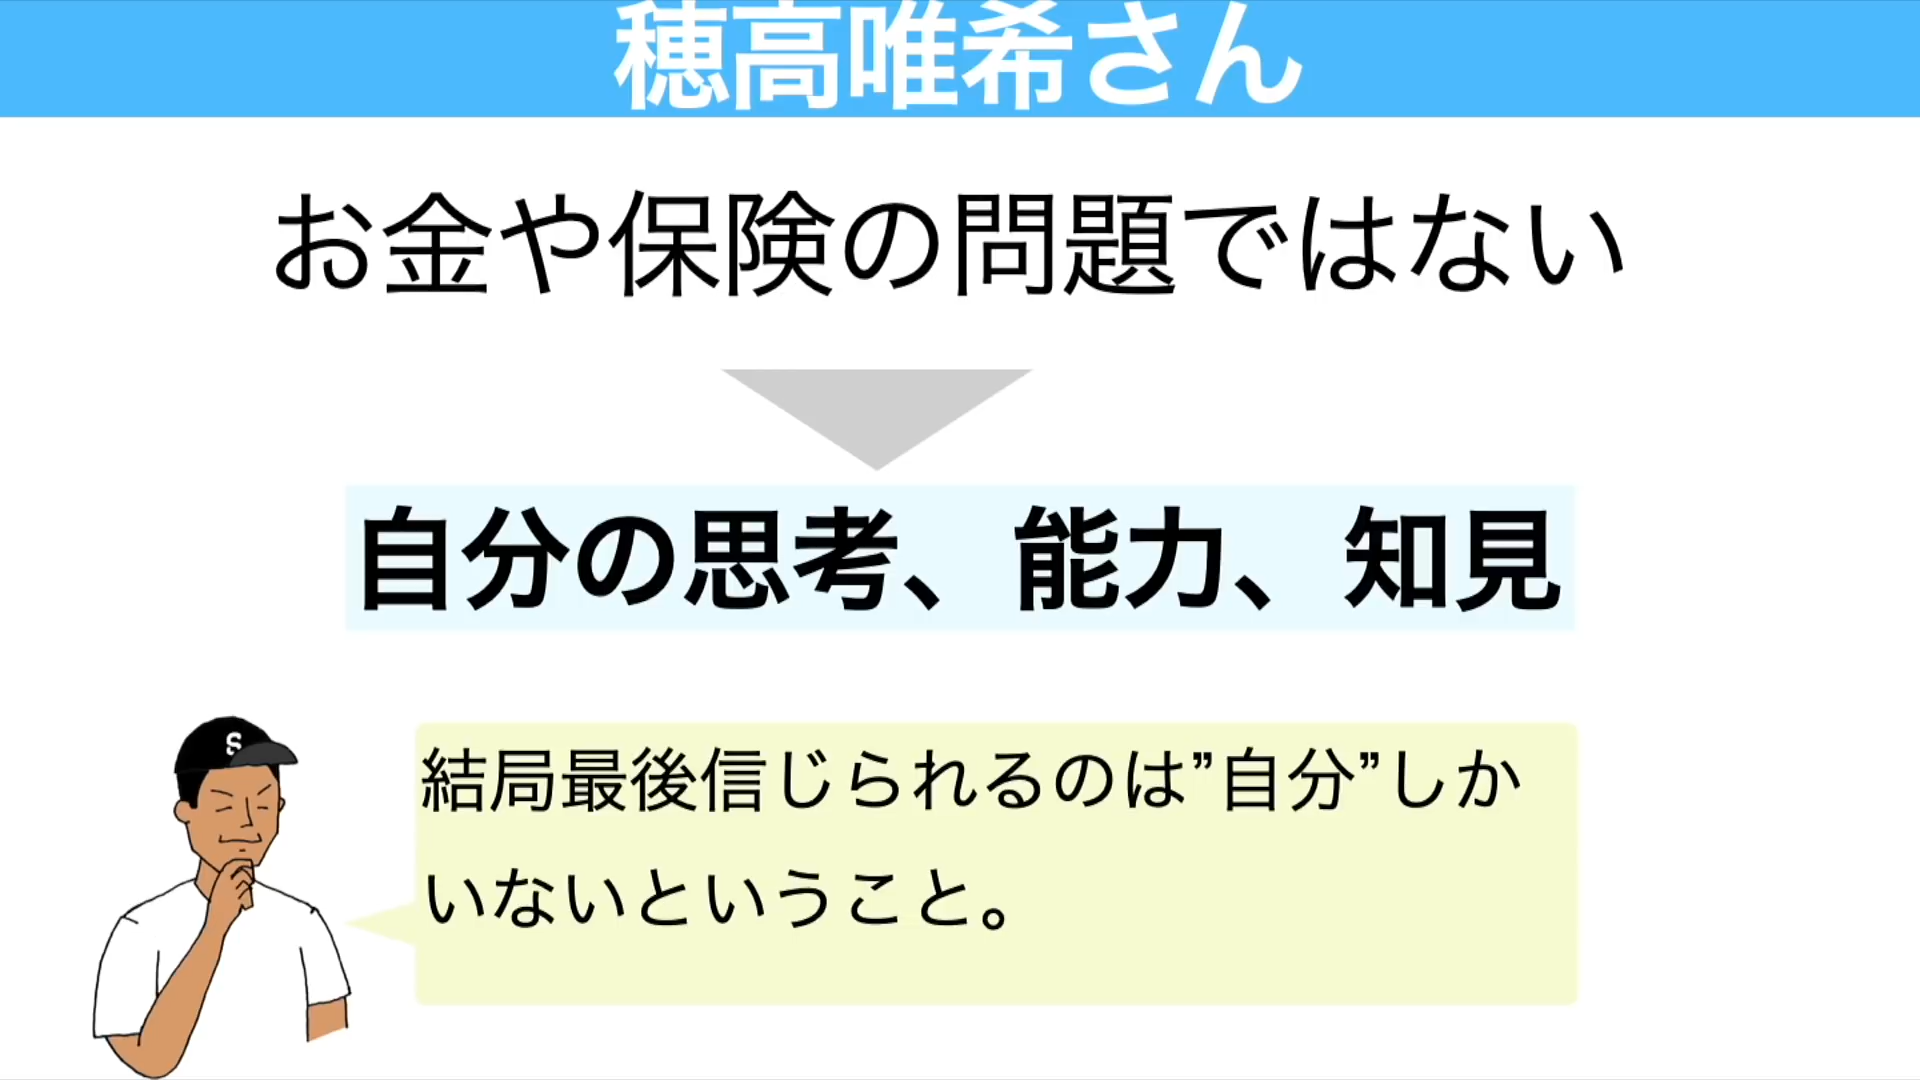 穂高唯希さん
お金や保険の問題ではない
自分の思考、能力、知見
S
結局最後信じられるのは”自分”しか
いないということ。